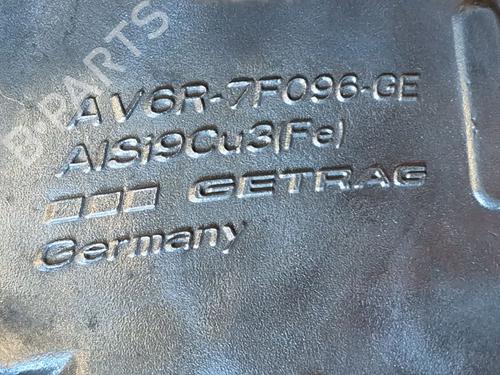 B-PARTS
AV6R-7F096-GE
AlSi9Cu3(Fe)
GETRAG
Germany